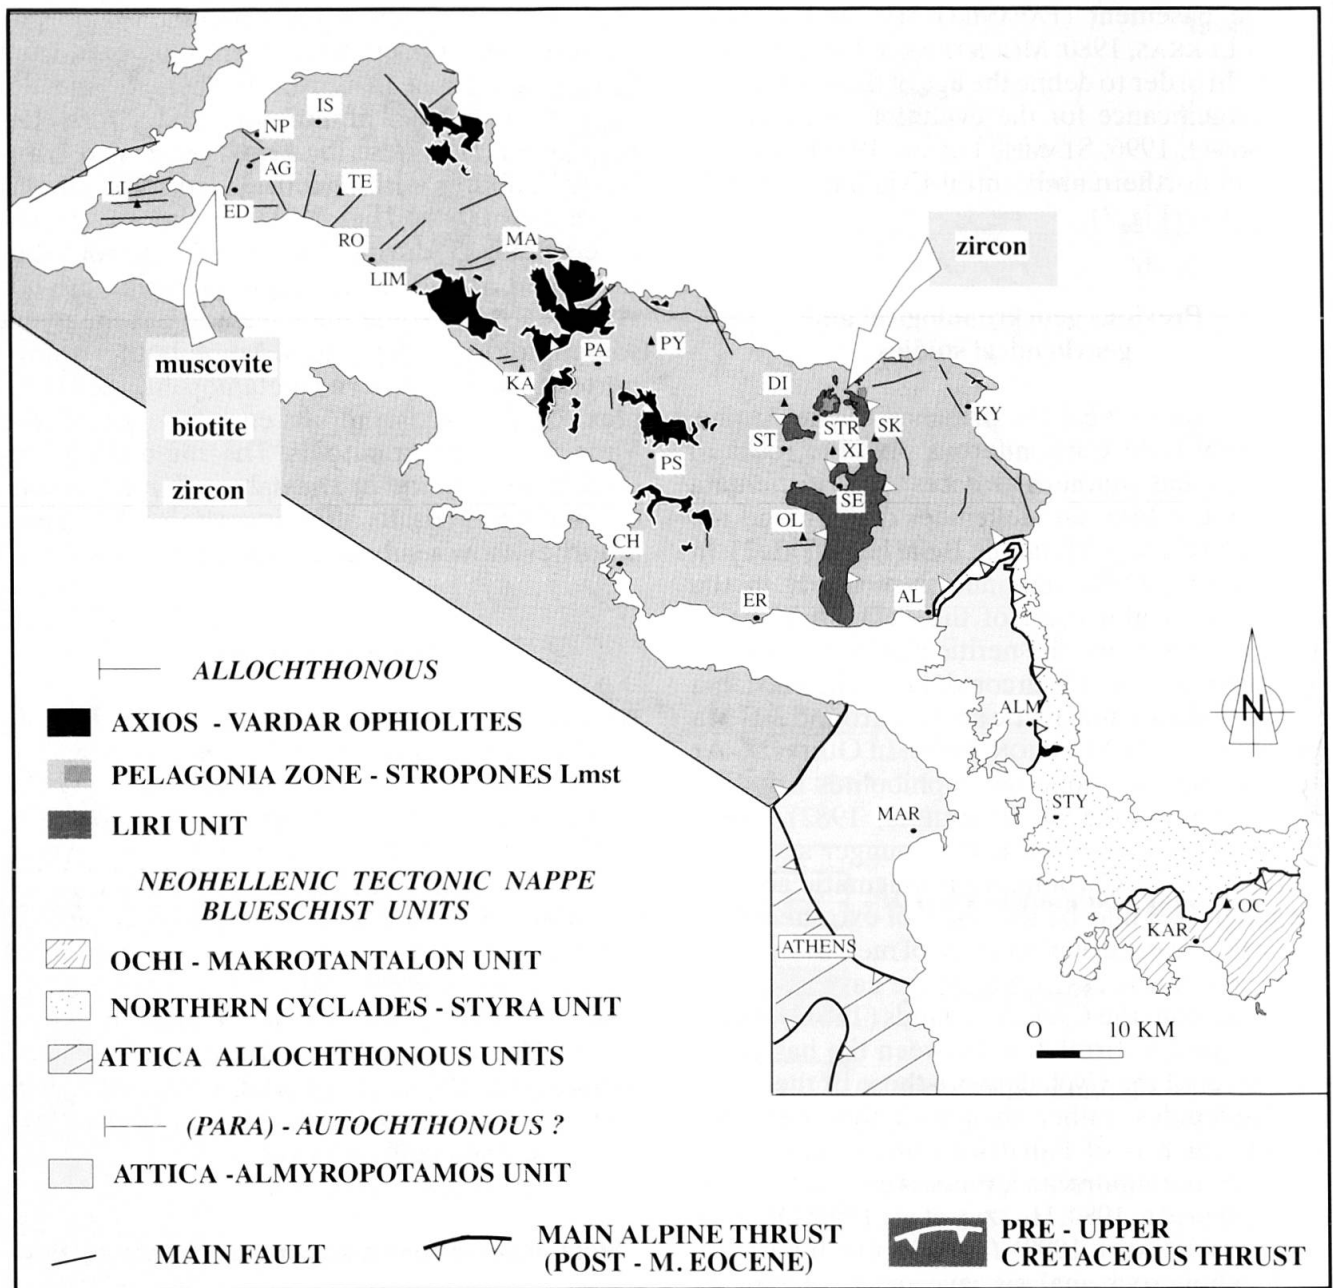 IS
NP
AG
TE
LI
ED
RO
MA
LIM
zircon
muscovite
biotite
zircon
PA
PY
KA
DI
KY
STR
SK
ST
XI
PS
SE
OL
CH
ER
AL
ALLOCHTHONOUS
AXIOS - VARDAR OPHIOLITES
PELAGONIA ZONE - STROPONES Lmst
LIRI UNIT
NEOHELLENIC TECTONIC NAPPE
BLUESCHIST UNITS
OCHI - MAKROTANTALON UNIT
NORTHERN CYCLADES - STYRA UNIT
ATTICA ALLOCHTHONOUS UNITS
(PARA) - AUTOCHTHONOUS ?
ATTICA -ALMYROPOTAMOS UNIT
ALM
N
STY
MAR
OC
KAR
ATHENS
O 10 KM
MAIN FAULT
MAIN ALPINE THRUST
(POST - M. EOCENE)
PRE - UPPER
CRETACEOUS THRUST